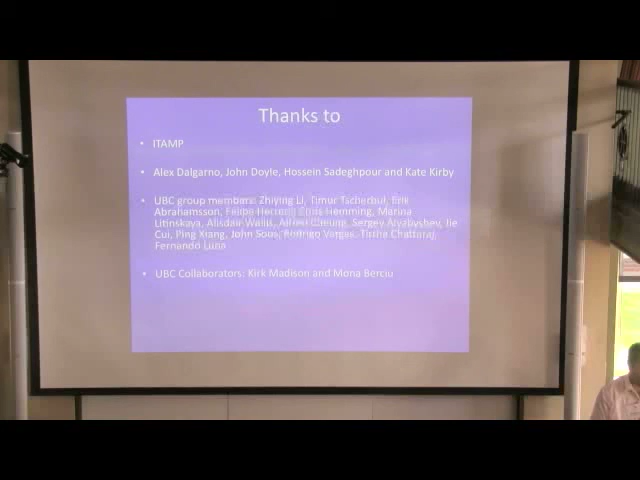 Thanks to
• ITAMP
• Alex Dalgarno, John Doyle, Hossein Sadeghpour and Kate Kirby
• UBC group members: Zhiying Li, Timur Tscherbul, Erik
Abrahamsson, Felipe Herrera, Chris Hemming, Marina
Litinskaya, Alisdair Wallis, Alfred Cheung, Sergey Alyabyshev, Jie
Cui, Ping Xiang, John Sous, Rodrigo Vargas, Tirtha Chattaraj,
Fernando Luna
• UBC Collaborators: Kirk Madison and Mona Berciu